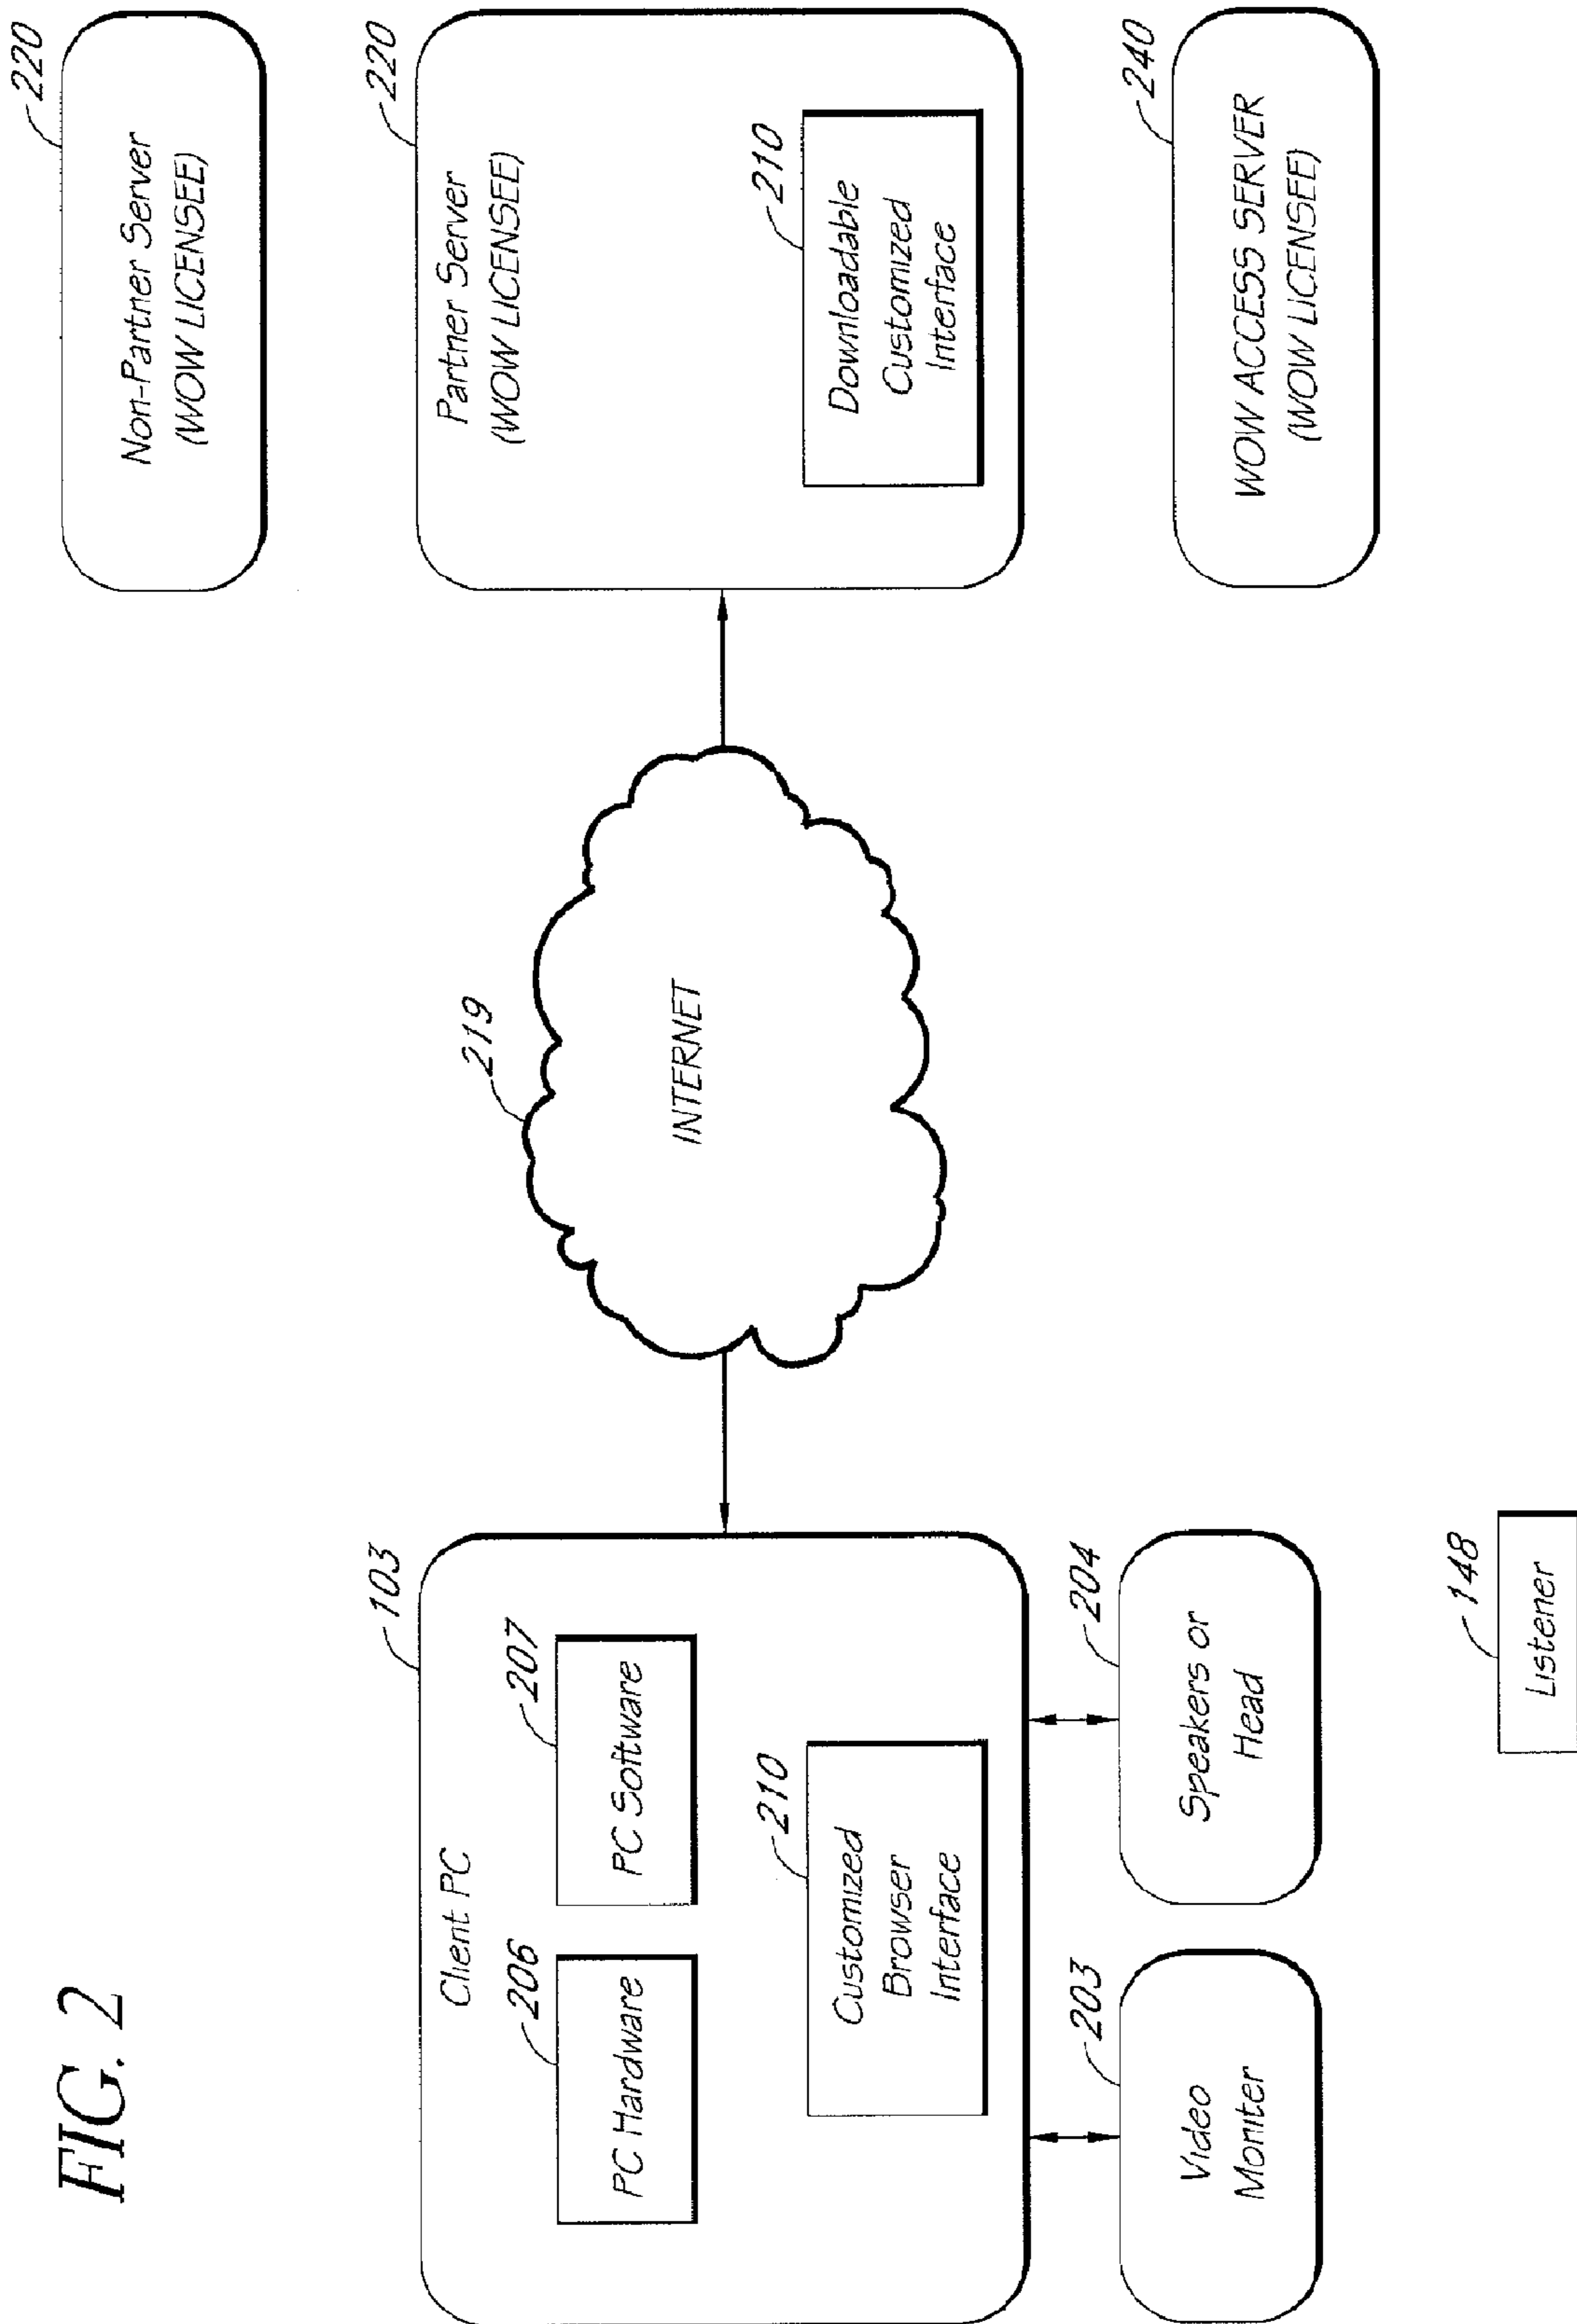 FIG. 2
103
Client PC
206
PC Hardware
207
PC Software
210
Customized
Browser
Interface
203
Video
Moniter
204
Speakers or
Head
148
Listener
219
INTERNET
220
Non-Partner Server
(WOW LICENSEE)
220
Partner Server
(WOW LICENSEE)
210
Downloadable
Customized
Interface
240
WOW ACCESS SERVER
(WOW LICENSEE)